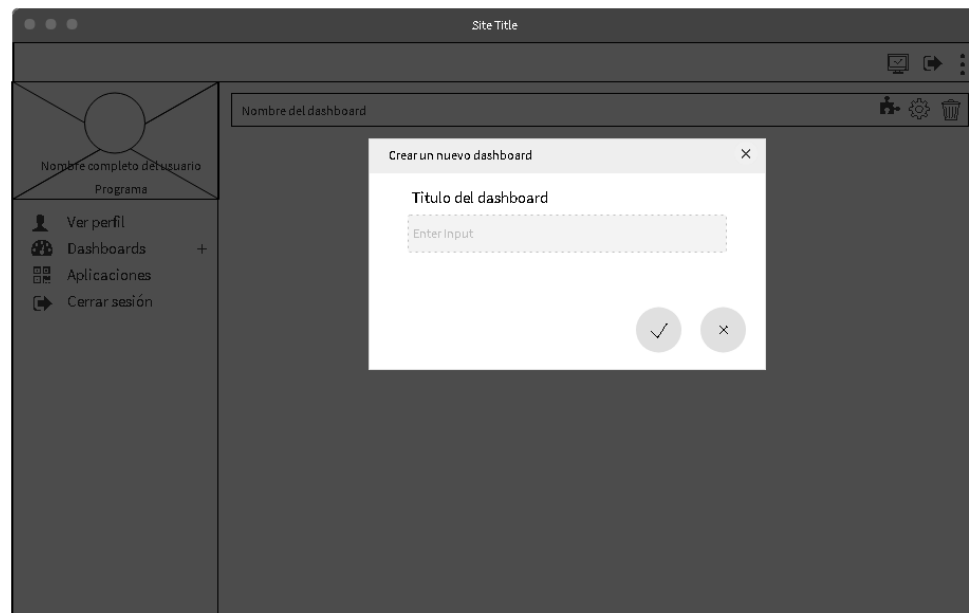 Site Title
Nombre del dashboard
Nombre completo del usuario
Programa
Ver perfil
Dashboards +
Aplicaciones
Cerrar sesión
Crear un nuevo dashboard
Titulo del dashboard
Enter Input